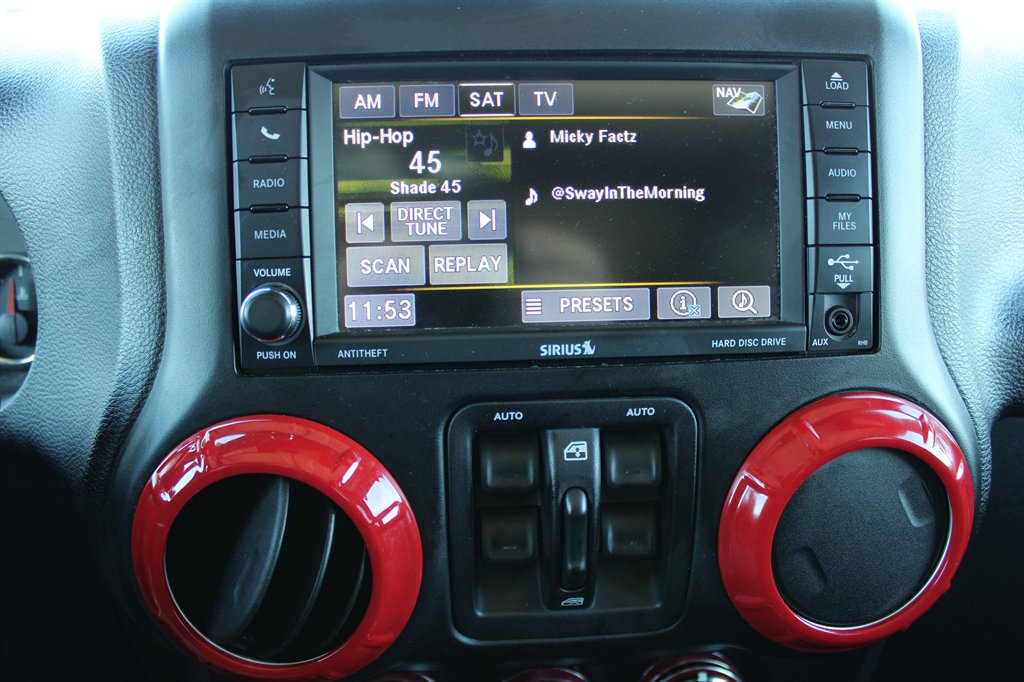 AM FM SAT TV NAV
Hip-Hop
45
Shade 45
DIRECT
TUNE
SCAN REPLAY
Micky Factz
@SwayInTheMorning
11:53 PRESETS
RADIO
MEDIA
VOLUME
PUSH ON
ANTITHEFT
SIRIUS
HARD DISC DRIVE
LOAD
MENU
AUDIO
MY
FILES
PULL
AUX RHB
AUTO AUTO